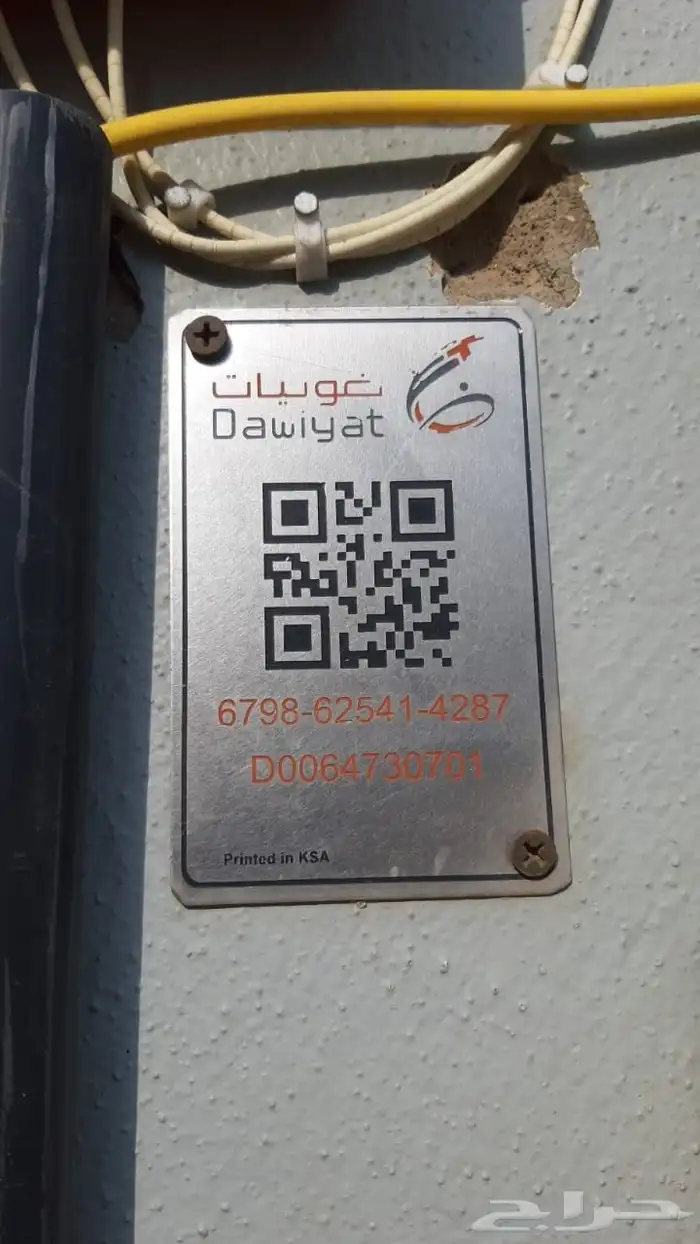 ضوئيات
Dawiyat
6798-62541-4287
D0064730701
Printed in KSA
حراج